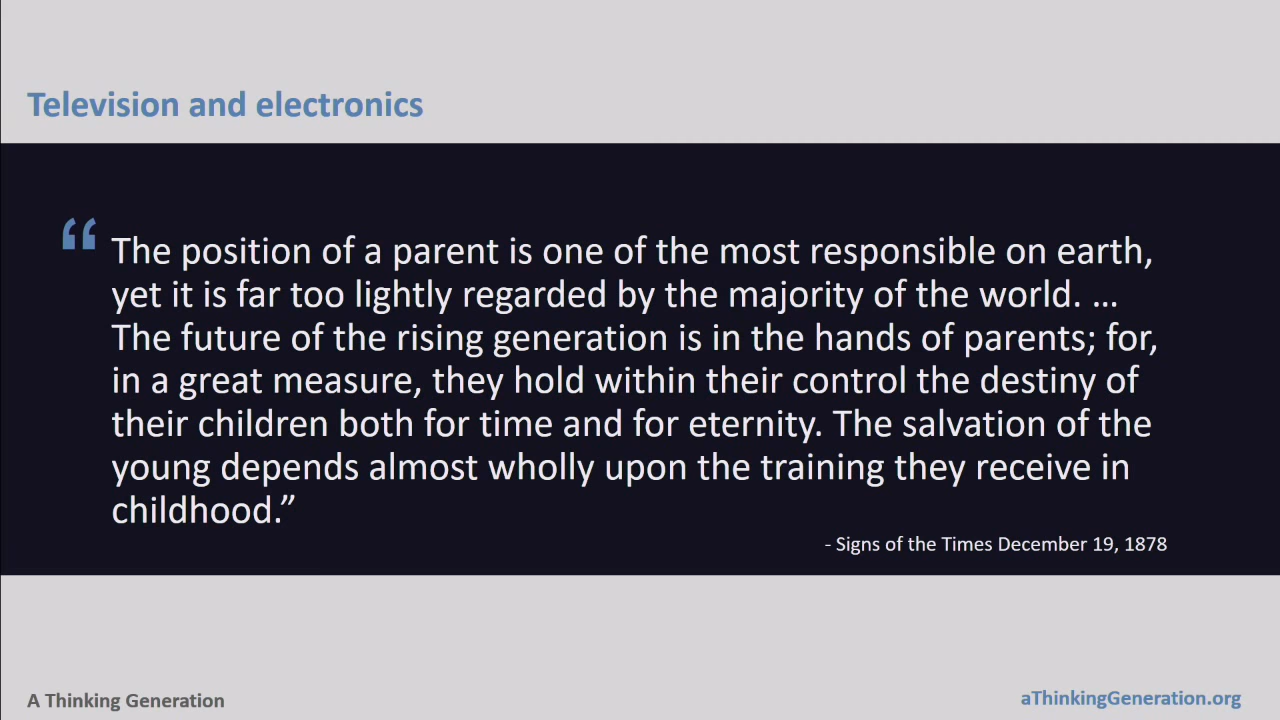 Television and electronics
“ The position of a parent is one of the most responsible on earth,
yet it is far too lightly regarded by the majority of the world. …
The future of the rising generation is in the hands of parents; for,
in a great measure, they hold within their control the destiny of
their children both for time and for eternity. The salvation of the
young depends almost wholly upon the training they receive in
childhood.”
- Signs of the Times December 19, 1878
A Thinking Generation
aThinkingGeneration.org